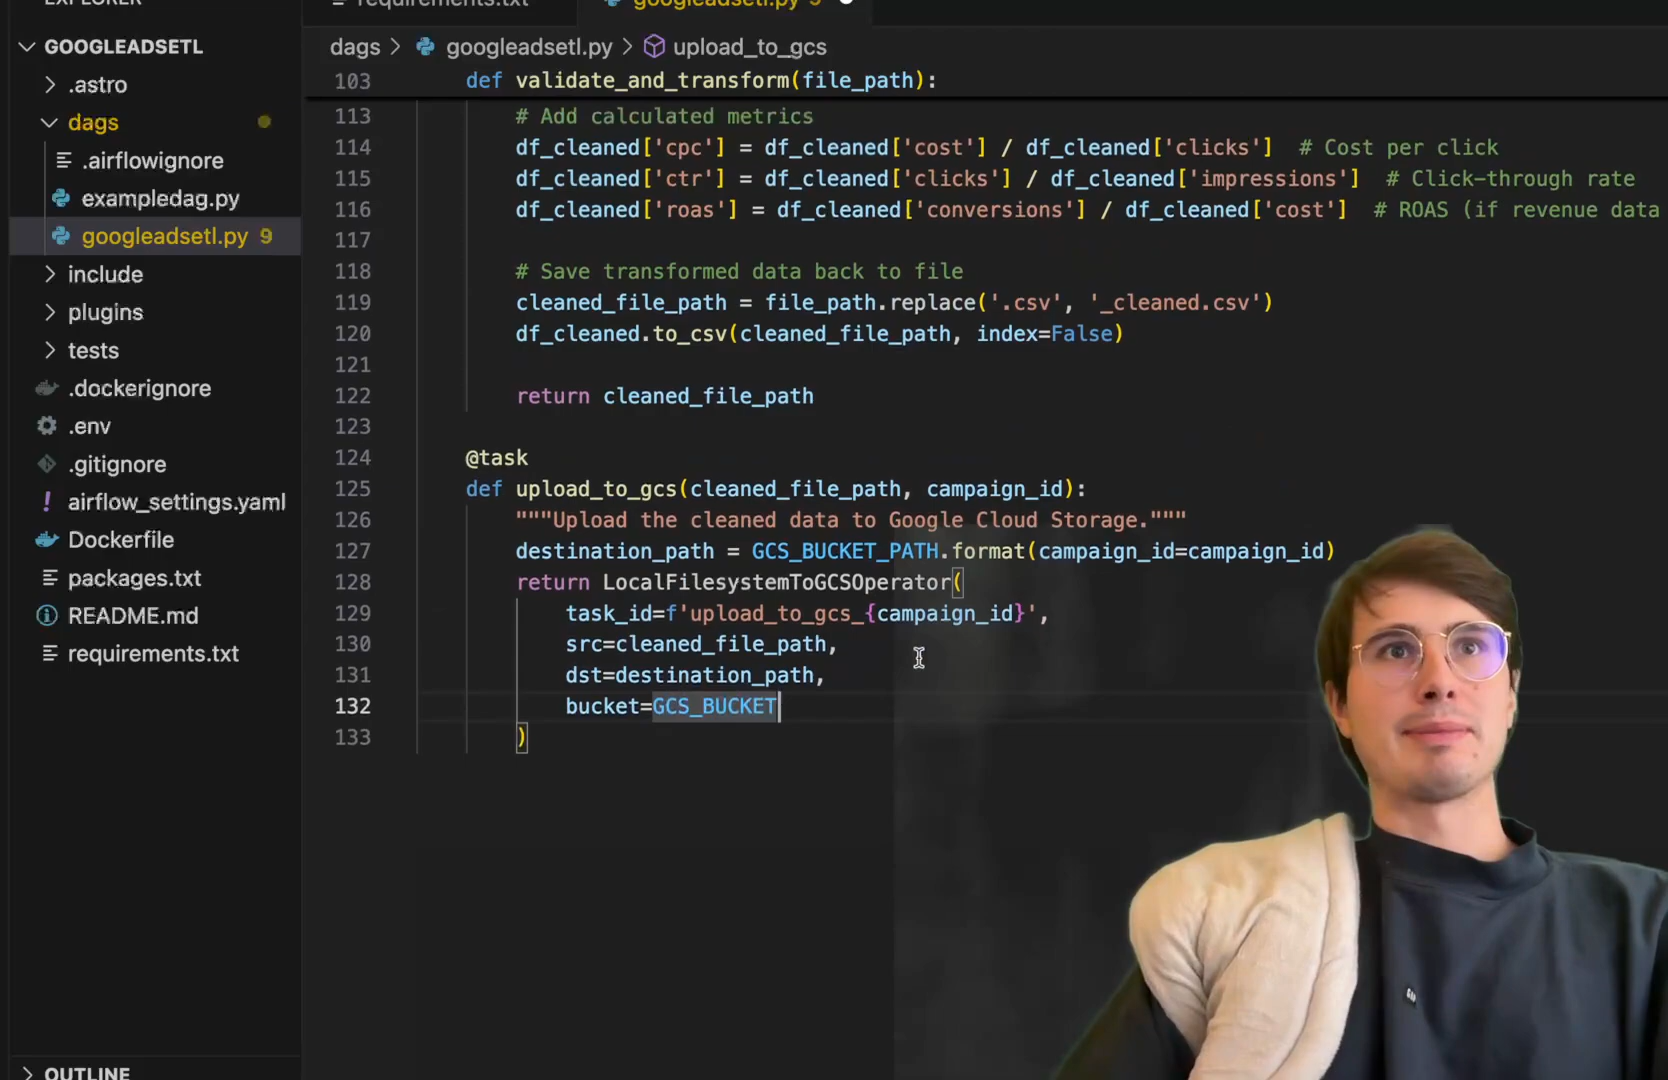 EXPLORER
requirements.txt
googleadsetl.py 9
GOOGLEADSETL
.astro
dags
.airflowignore
exampledag.py
googleadsetl.py 9
include
plugins
tests
.dockerignore
.env
.gitignore
! airflow_settings.yaml
Dockerfile
packages.txt
README.md
requirements.txt
OUTLINE
dags > googleadsetl.py > upload_to_gcs
103 def validate_and_transform(file_path):
113 # Add calculated metrics
114 df_cleaned['cpc'] = df_cleaned['cost'] / df_cleaned['clicks'] # Cost per click
115 df_cleaned['ctr'] = df_cleaned['clicks'] / df_cleaned['impressions'] # Click-through rate
116 df_cleaned['roas'] = df_cleaned['conversions'] / df_cleaned['cost'] # ROAS (if revenue data
117
118 # Save transformed data back to file
119 cleaned_file_path = file_path.replace('.csv', '_cleaned.csv')
120 df_cleaned.to_csv(cleaned_file_path, index=False)
121
122 return cleaned_file_path
123
124 @task
125 def upload_to_gcs(cleaned_file_path, campaign_id):
126 """Upload the cleaned data to Google Cloud Storage."""
127 destination_path = GCS_BUCKET_PATH.format(campaign_id=campaign_id)
128 return LocalFilesystemToGCSOperator(
129 task_id=f'upload_to_gcs_{campaign_id}',
130 src=cleaned_file_path,
131 dst=destination_path,
132 bucket=GCS_BUCKET
133 )